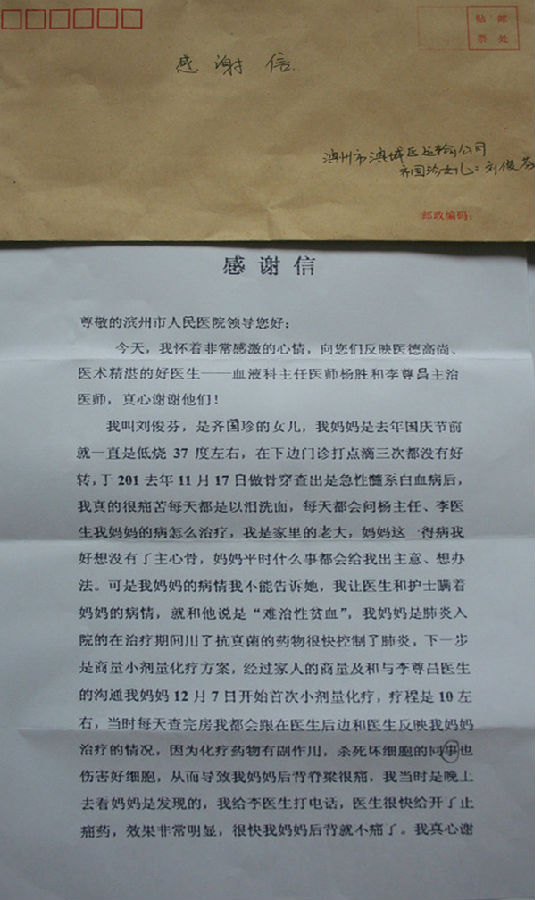 贴 邮
票 处
感谢信
滨州市滨城区运输公司
齐国珍女儿：刘俊芬
邮政编码：
感谢信
尊敬的滨州市人民医院领导您好：
今天，我怀着非常感激的心情，向您们反映医德高尚、
医术精湛的好医生——血液科主任医师杨胜和李尊昌主治
医师，真心谢谢他们！
我叫刘俊芬，是齐国珍的女儿，我妈妈是去年国庆节前
就一直是低烧 37 度左右，在下边门诊打点滴三次都没有好
转，丁 201 去年 11 月 17 日做骨穿查出是急性髓系白血病后，
我真的很痛苦每天都是以泪洗面，每天都会问杨主任、李医
生我妈妈的病怎么治疗，我是家里的老大，妈妈这一得病我
好想没有了主心骨，妈妈平时什么事都会给我出主意、想办
法。可是我妈妈的病情我不能告诉她，我让医生和护士瞒着
妈妈的病情，就和他说是“难治性贫血”，我妈妈是肺炎入
院的在治疗期间用了抗真菌的药物很快控制了肺炎，下一步
是商量小剂量化疗方案，经过家人的商量及和与李尊昌医生
的沟通我妈妈 12 月 7 日开始首次小剂量化疗，疗程是 10 左
右，当时每天查完房我都会跟在医生后边和医生反映我妈妈
治疗的情况，因为化疗药物有副作用，杀死坏细胞的同事也
伤害好细胞，从而导致我妈妈后背脊梁很痛，我当时是晚上
去看妈妈是发现的，我给李医生打电话，医生很快给开了止
痛药，效果非常明显，很快我妈妈后背就不痛了。我真心谢